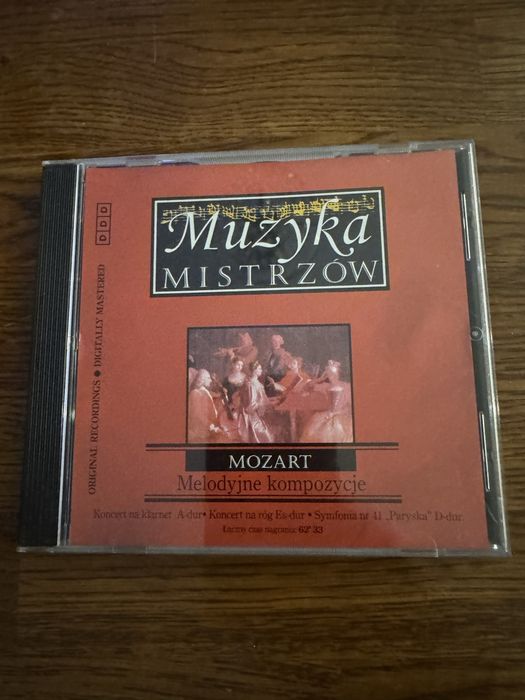 Muzyka
MISTRZÓW
D D D
ORIGINAL RECORDINGS ● DIGITALLY MASTERED
MOZART
Melodyjne kompozycje
Koncert na klarnet A-dur • Koncert na róg Es-dur • Symfonia nr 41 „Paryska" D-dur
Łączny czas nagrania: 62' 33